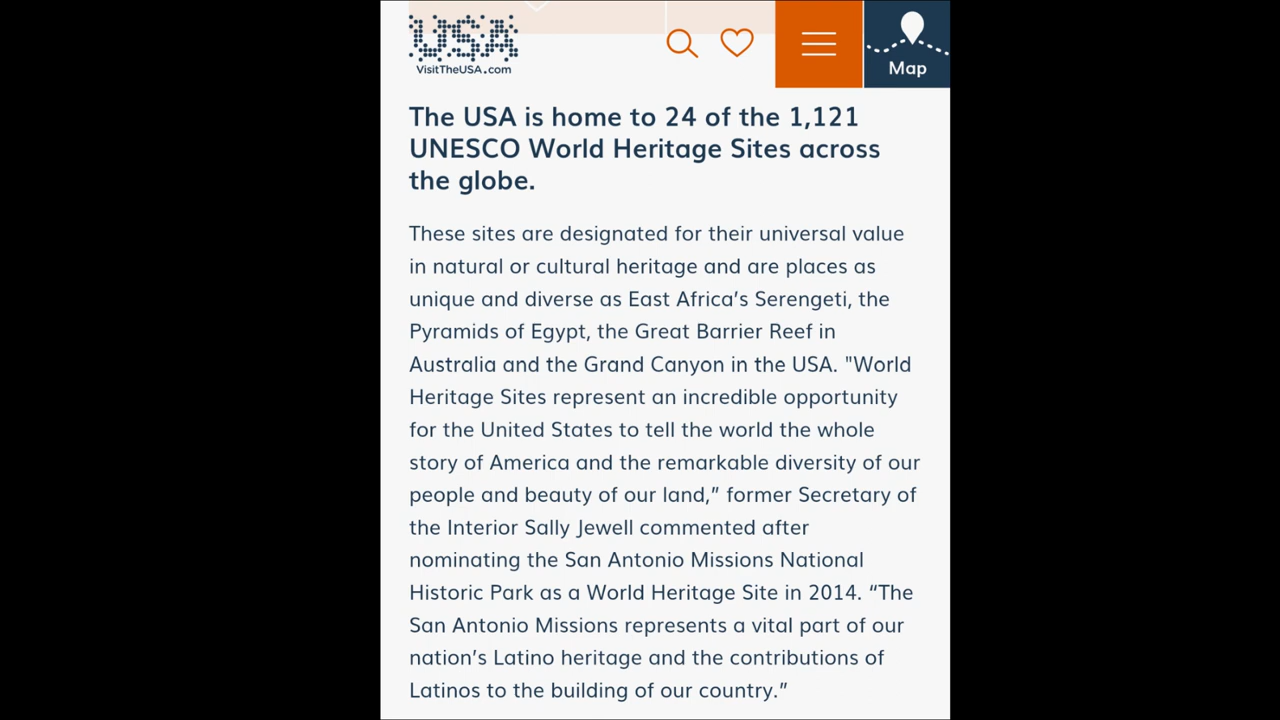 USA
VisitTheUSA.com
Map
The USA is home to 24 of the 1,121
UNESCO World Heritage Sites across
the globe.
These sites are designated for their universal value
in natural or cultural heritage and are places as
unique and diverse as East Africa’s Serengeti, the
Pyramids of Egypt, the Great Barrier Reef in
Australia and the Grand Canyon in the USA. "World
Heritage Sites represent an incredible opportunity
for the United States to tell the world the whole
story of America and the remarkable diversity of our
people and beauty of our land,” former Secretary of
the Interior Sally Jewell commented after
nominating the San Antonio Missions National
Historic Park as a World Heritage Site in 2014. “The
San Antonio Missions represents a vital part of our
nation’s Latino heritage and the contributions of
Latinos to the building of our country.”